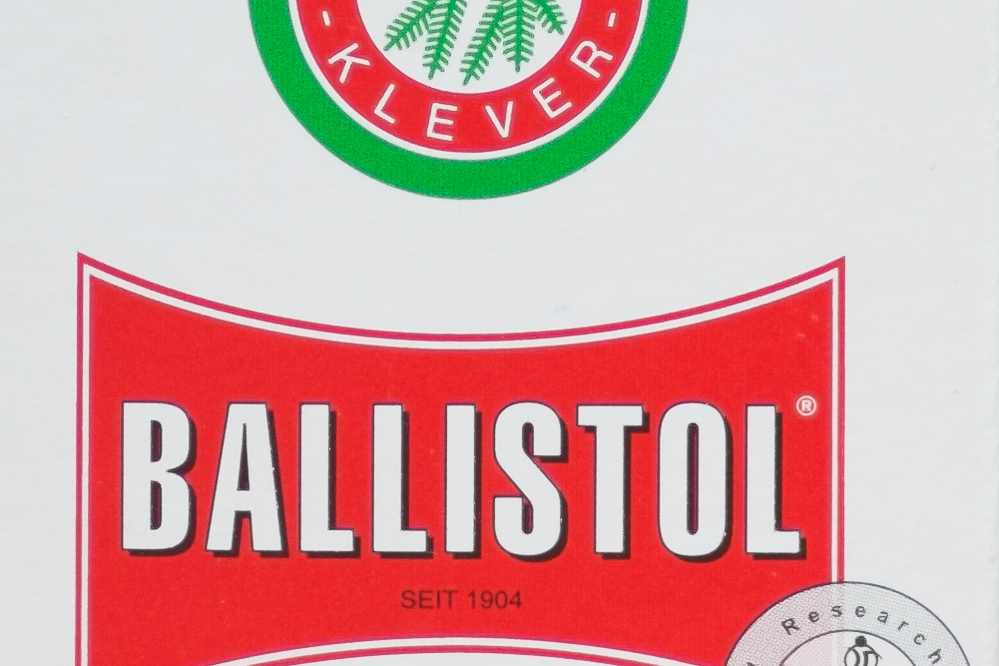 - KLEVER -
BALLISTOL®
SEIT 1904
Research